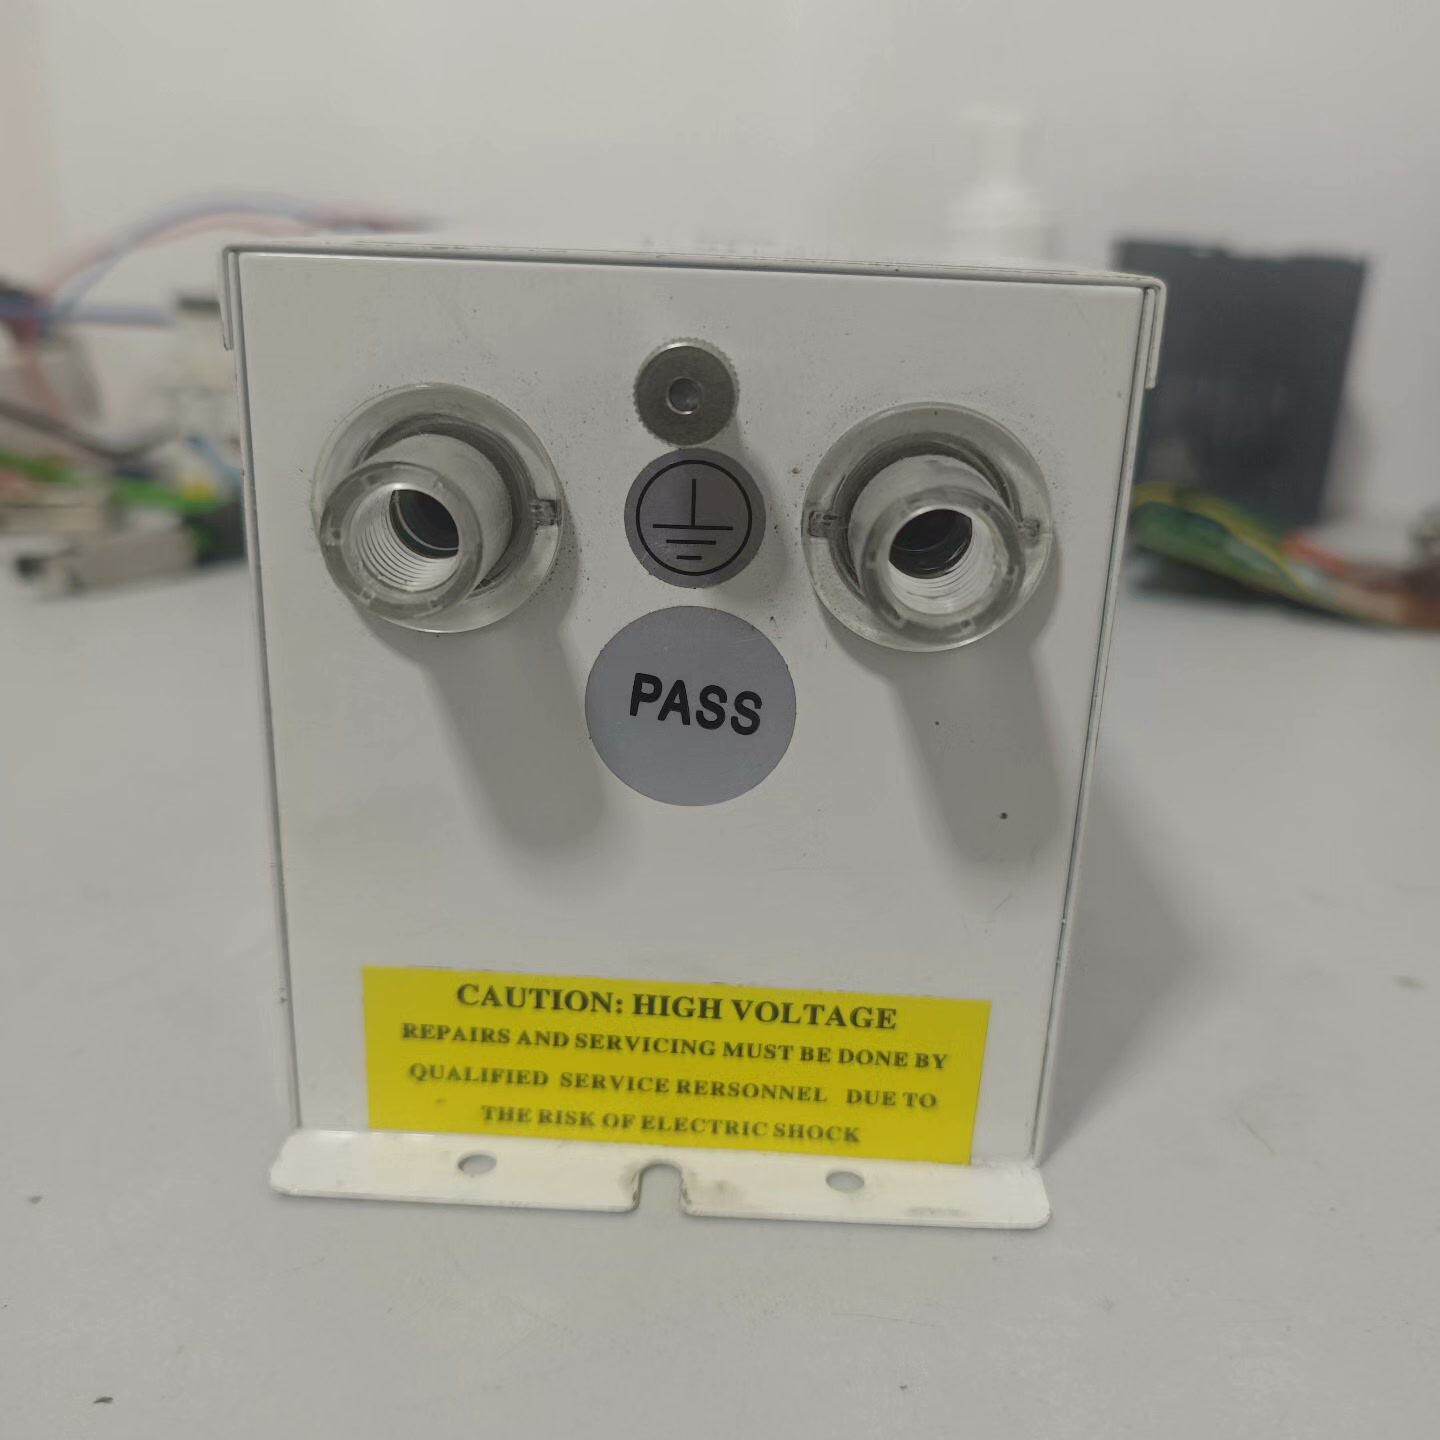 PASS
CAUTION: HIGH VOLTAGE
REPAIRS AND SERVICING MUST BE DONE BY
QUALIFIED SERVICE RERSONNEL DUE TO
THE RISK OF ELECTRIC SHOCK